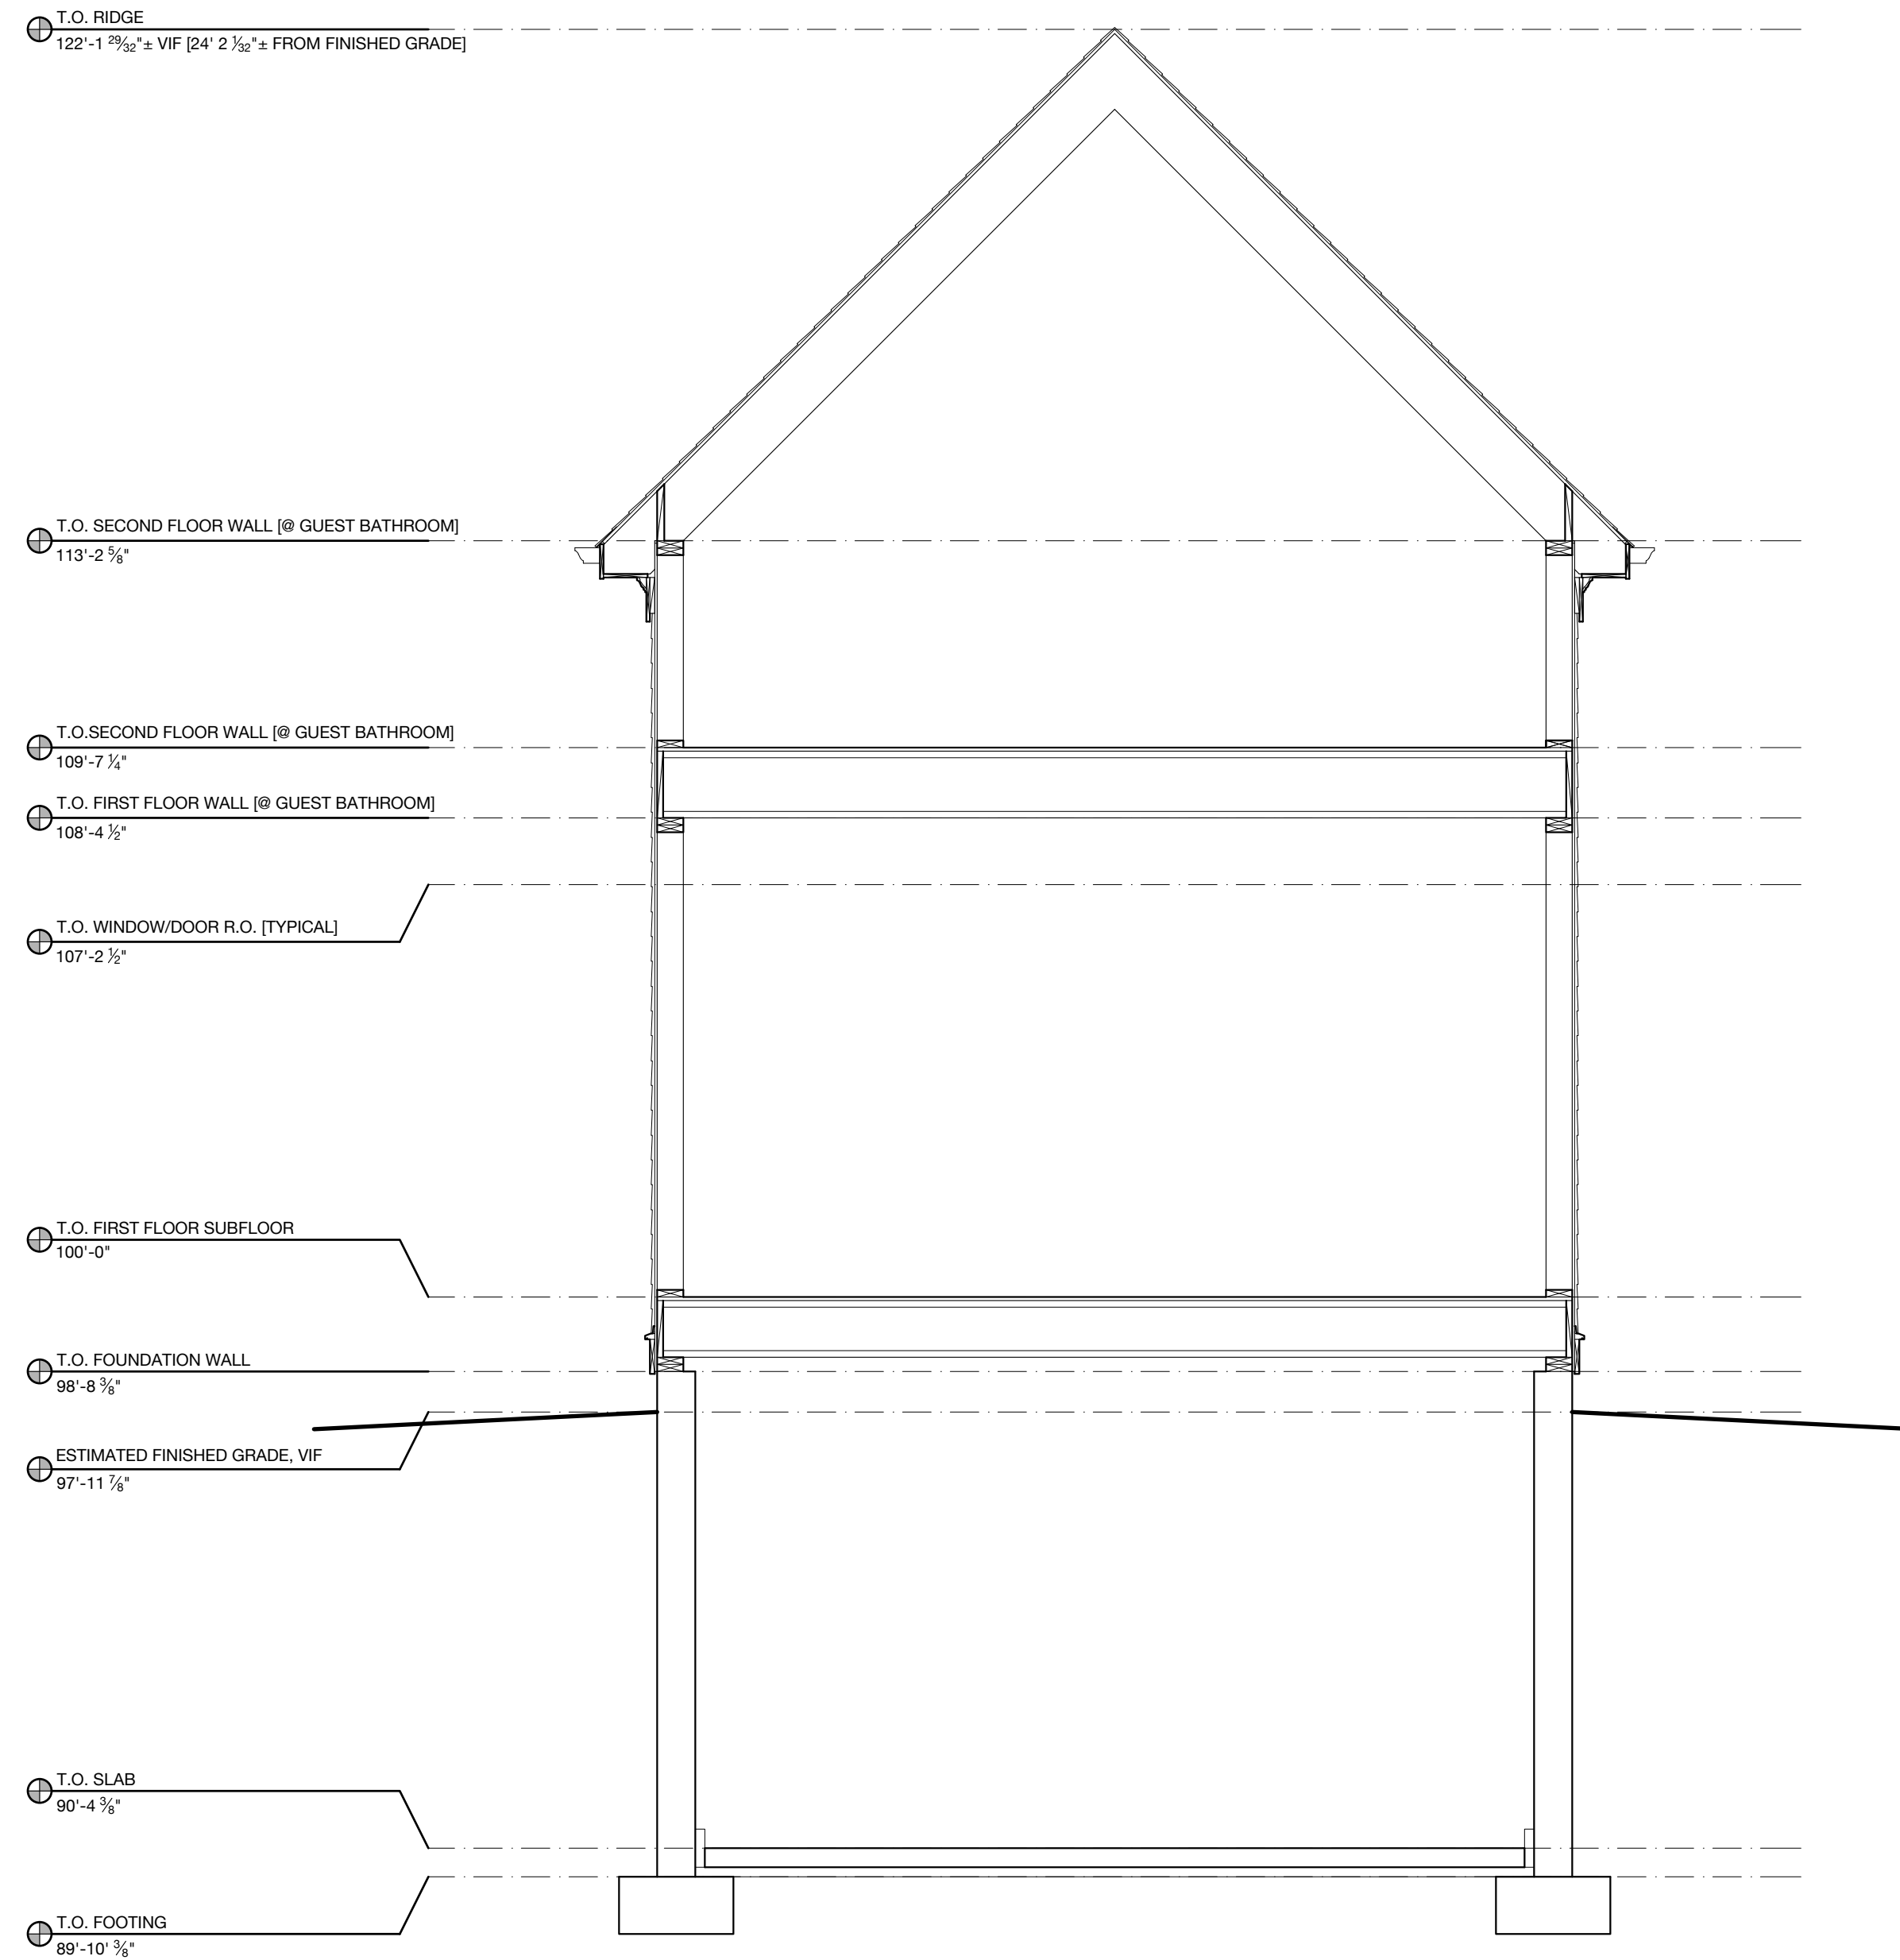 T.O. RIDGE
122'-1 ²⁹⁄₃₂"± VIF [24' 2 ¹⁄₃₂"± FROM FINISHED GRADE]
T.O. SECOND FLOOR WALL [@ GUEST BATHROOM]
113'-2 ⅝"
T.O.SECOND FLOOR WALL [@ GUEST BATHROOM]
109'-7 ¼"
T.O. FIRST FLOOR WALL [@ GUEST BATHROOM]
108'-4 ½"
T.O. WINDOW/DOOR R.O. [TYPICAL]
107'-2 ½"
T.O. FIRST FLOOR SUBFLOOR
100'-0"
T.O. FOUNDATION WALL
98'-8 ⅜"
ESTIMATED FINISHED GRADE, VIF
97'-11 ⅞"
T.O. SLAB
90'-4 ⅜"
T.O. FOOTING
89'-10' ⅜"